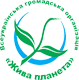 Всеукраїнська громадська організація
«Жива планета»